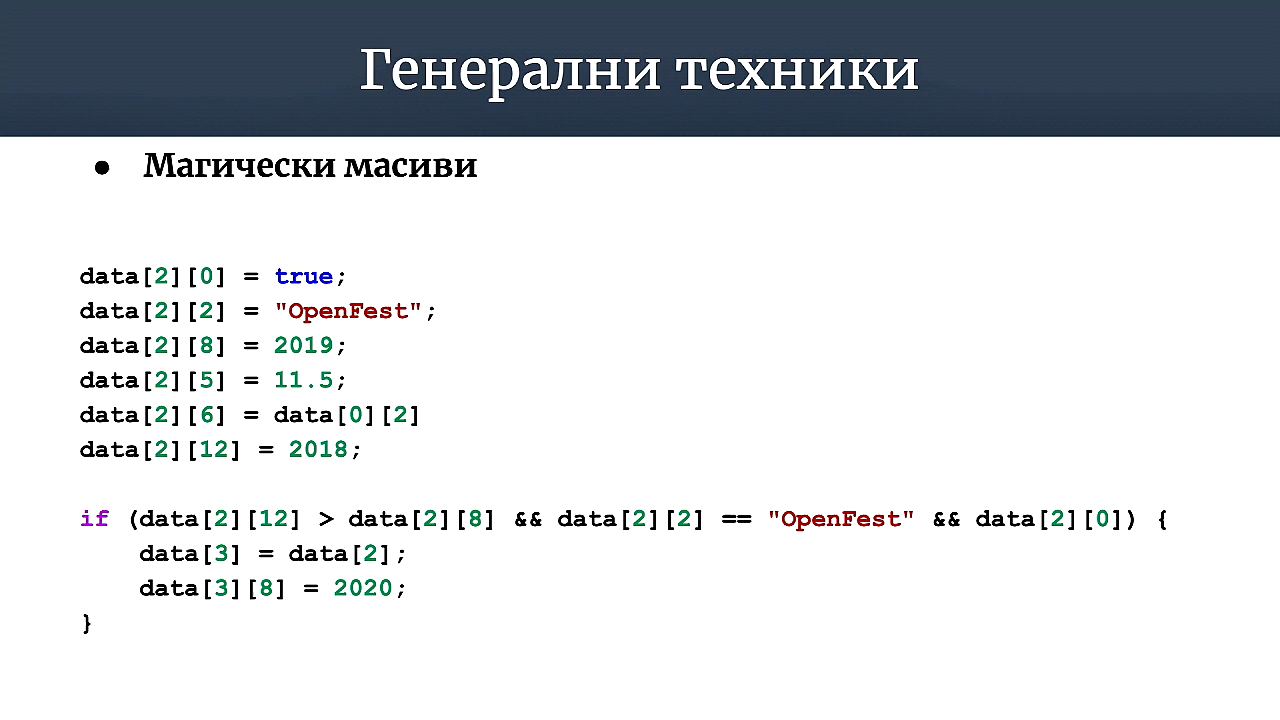 Генерални техники
● Магически масиви
data[2][0] = true;
data[2][2] = "OpenFest";
data[2][8] = 2019;
data[2][5] = 11.5;
data[2][6] = data[0][2]
data[2][12] = 2018;
if (data[2][12] > data[2][8] && data[2][2] == "OpenFest" && data[2][0]) {
    data[3] = data[2];
    data[3][8] = 2020;
}